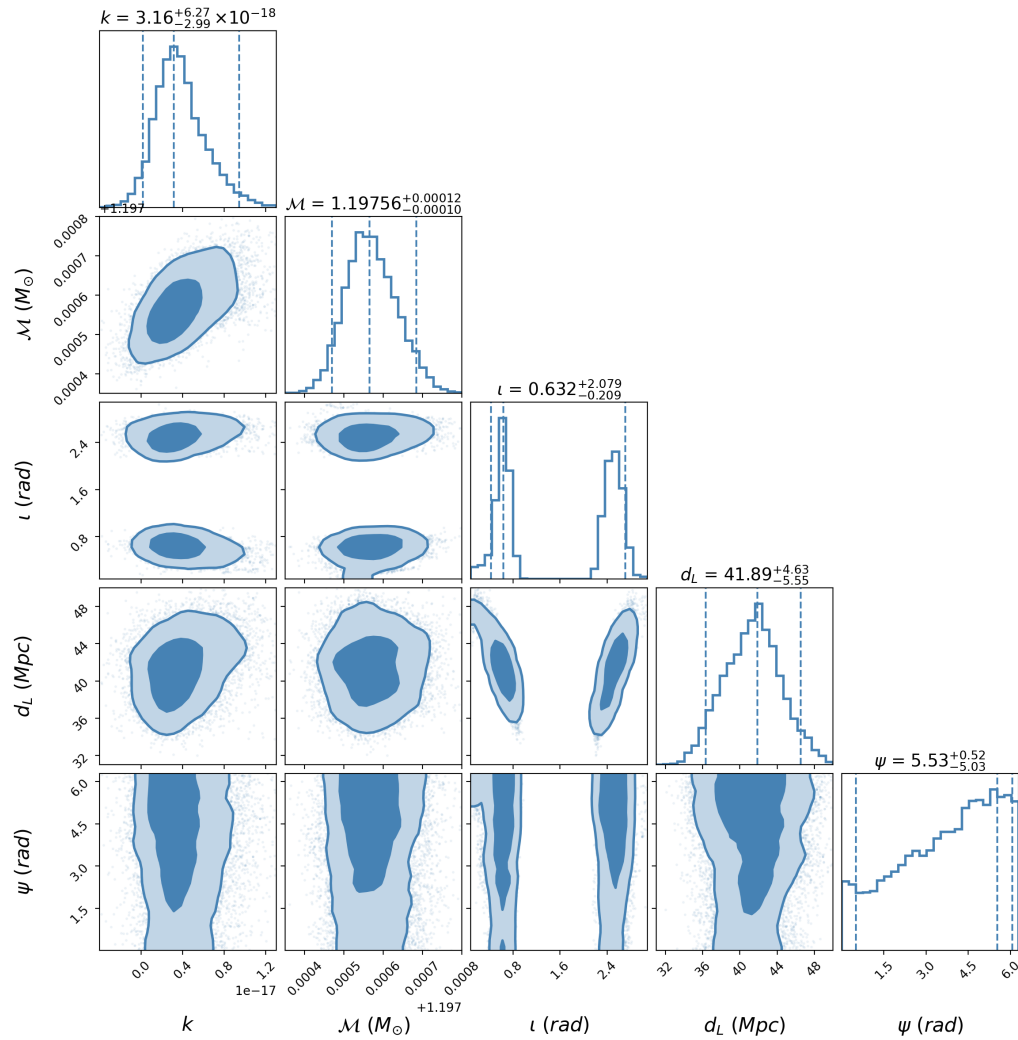 k = 3.16+6.27−2.99 ×10−18
+1.197
ℳ = 1.19756+0.00012−0.00010
0.0008
0.0007
0.0006
0.0005
0.0004
ℳ (M⊙)
ι = 0.632+2.079−0.209
2.4
1.6
0.8
ι (rad)
dL = 41.89+4.63−5.55
48
44
40
36
32
dL (Mpc)
ψ = 5.53+0.52−5.03
6.0
4.5
3.0
1.5
ψ (rad)
0.0 0.4 0.8 1.2
1e−17
0.0004 0.0005 0.0006 0.0007 0.0008
+1.197
0.8 1.6 2.4
32 36 40 44 48
1.5 3.0 4.5 6.0
k ℳ (M⊙) ι (rad) dL (Mpc) ψ (rad)